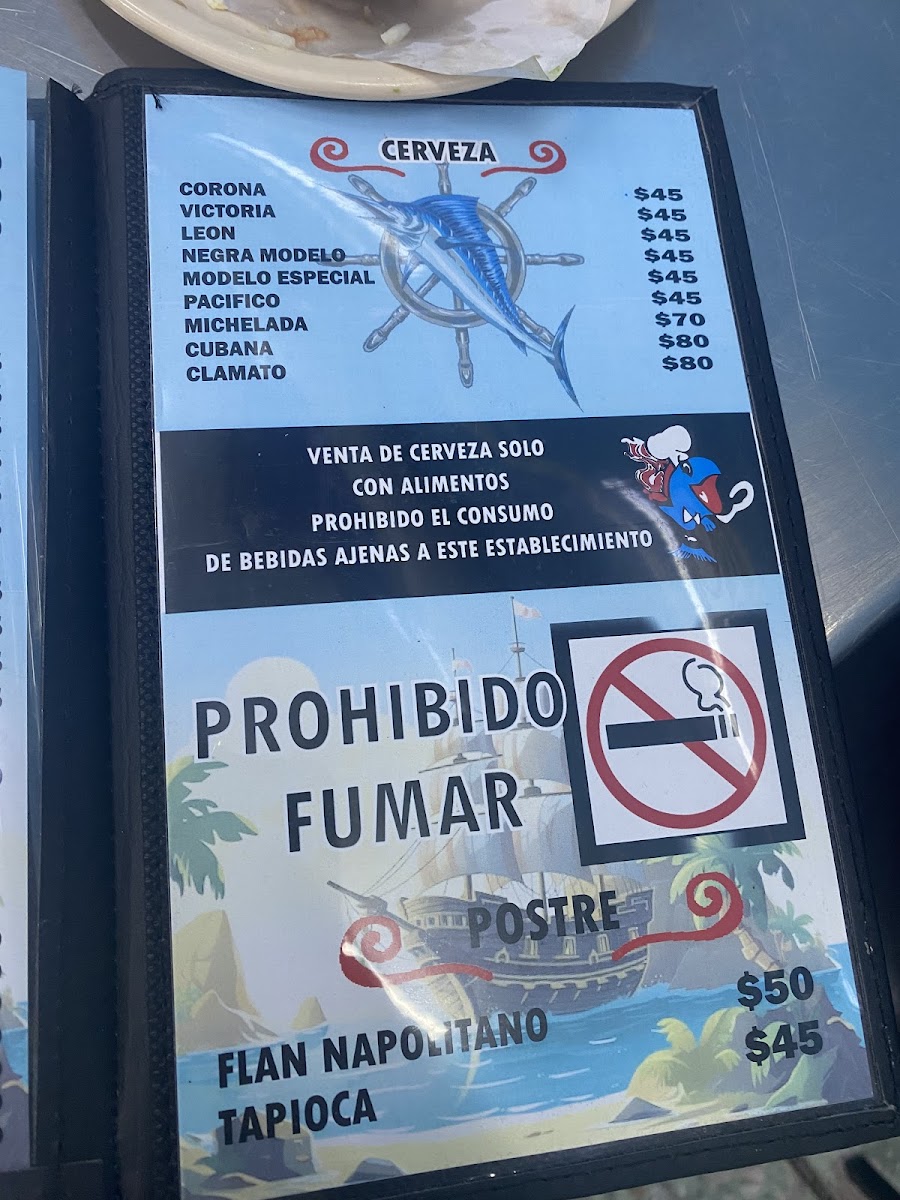 CERVEZA
CORONA $45
VICTORIA $45
LEON $45
NEGRA MODELO $45
MODELO ESPECIAL $45
PACIFICO $45
MICHELADA $70
CUBANA $80
CLAMATO $80
VENTA DE CERVEZA SOLO
CON ALIMENTOS
PROHIBIDO EL CONSUMO
DE BEBIDAS AJENAS A ESTE ESTABLECIMIENTO
PROHIBIDO
FUMAR
POSTRE
FLAN NAPOLITANO $50
TAPIOCA $45